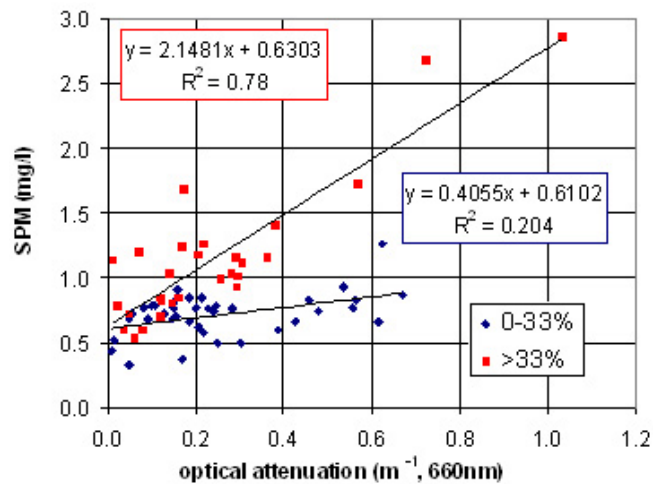 3.0
y = 2.1481x + 0.6303
R² = 0.78
2.5
2.0
y = 0.4055x + 0.6102
R² = 0.204
1.5
SPM (mg/l)
1.0
0-33%
>33%
0.5
0.0
0.0 0.2 0.4 0.6 0.8 1.0 1.2
optical attenuation (m ⁻¹, 660nm)